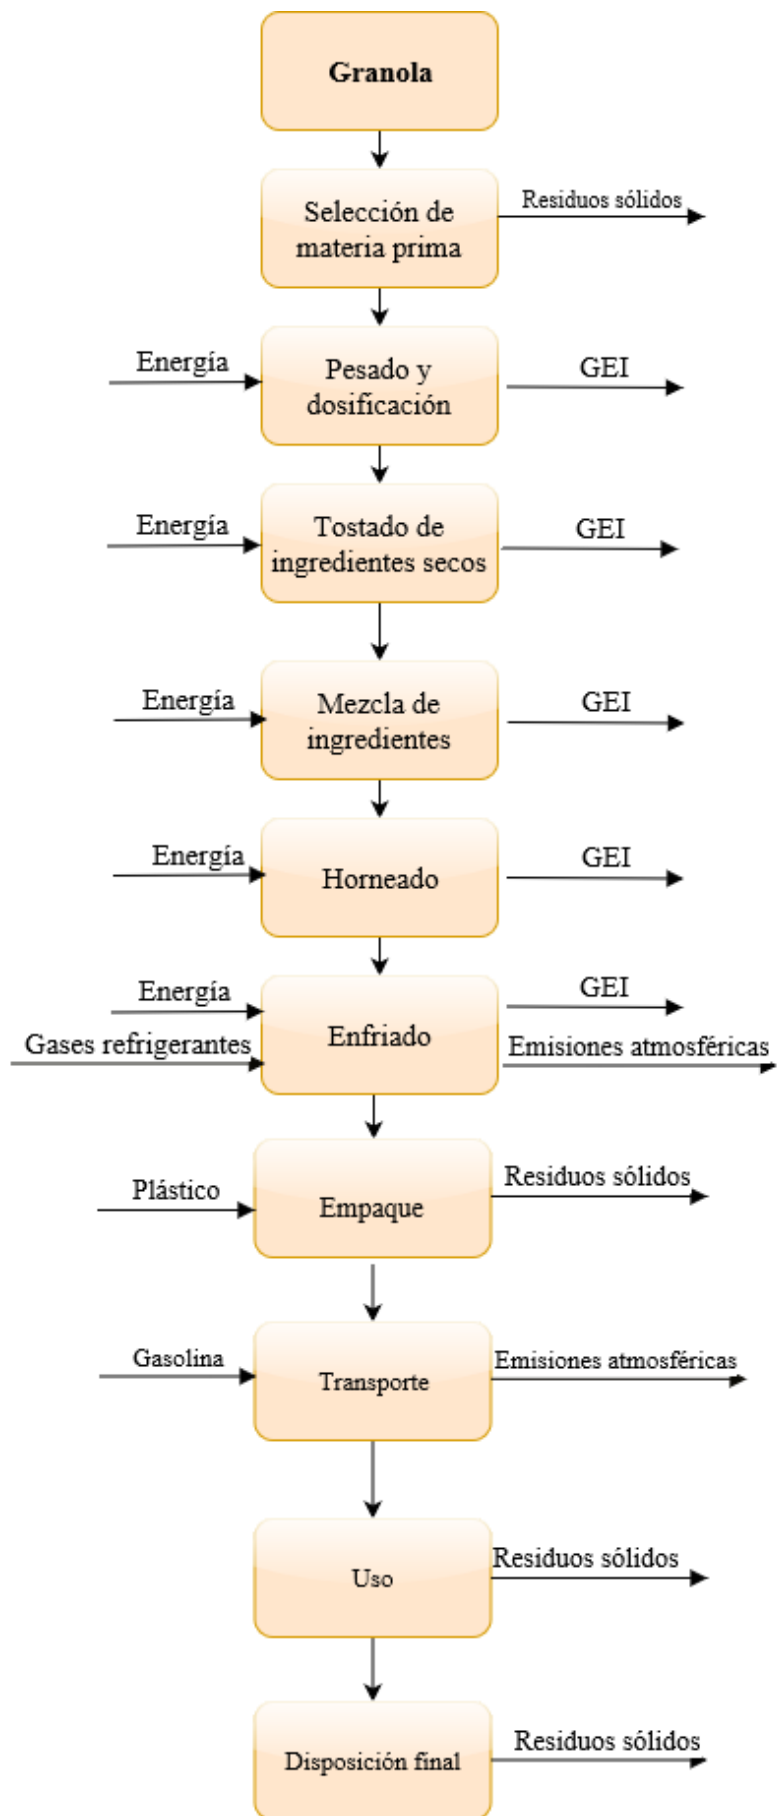 Granola
Selección de
materia prima
Residuos sólidos
Energía
Pesado y
dosificación
GEI
Energía
Tostado de
ingredientes secos
GEI
Energía
Mezcla de
ingredientes
GEI
Energía
Horneado
GEI
Energía
Gases refrigerantes
Enfriado
GEI
Emisiones atmosféricas
Plástico
Empaque
Residuos sólidos
Gasolina
Transporte
Emisiones atmosféricas
Uso
Residuos sólidos
Disposición final
Residuos sólidos